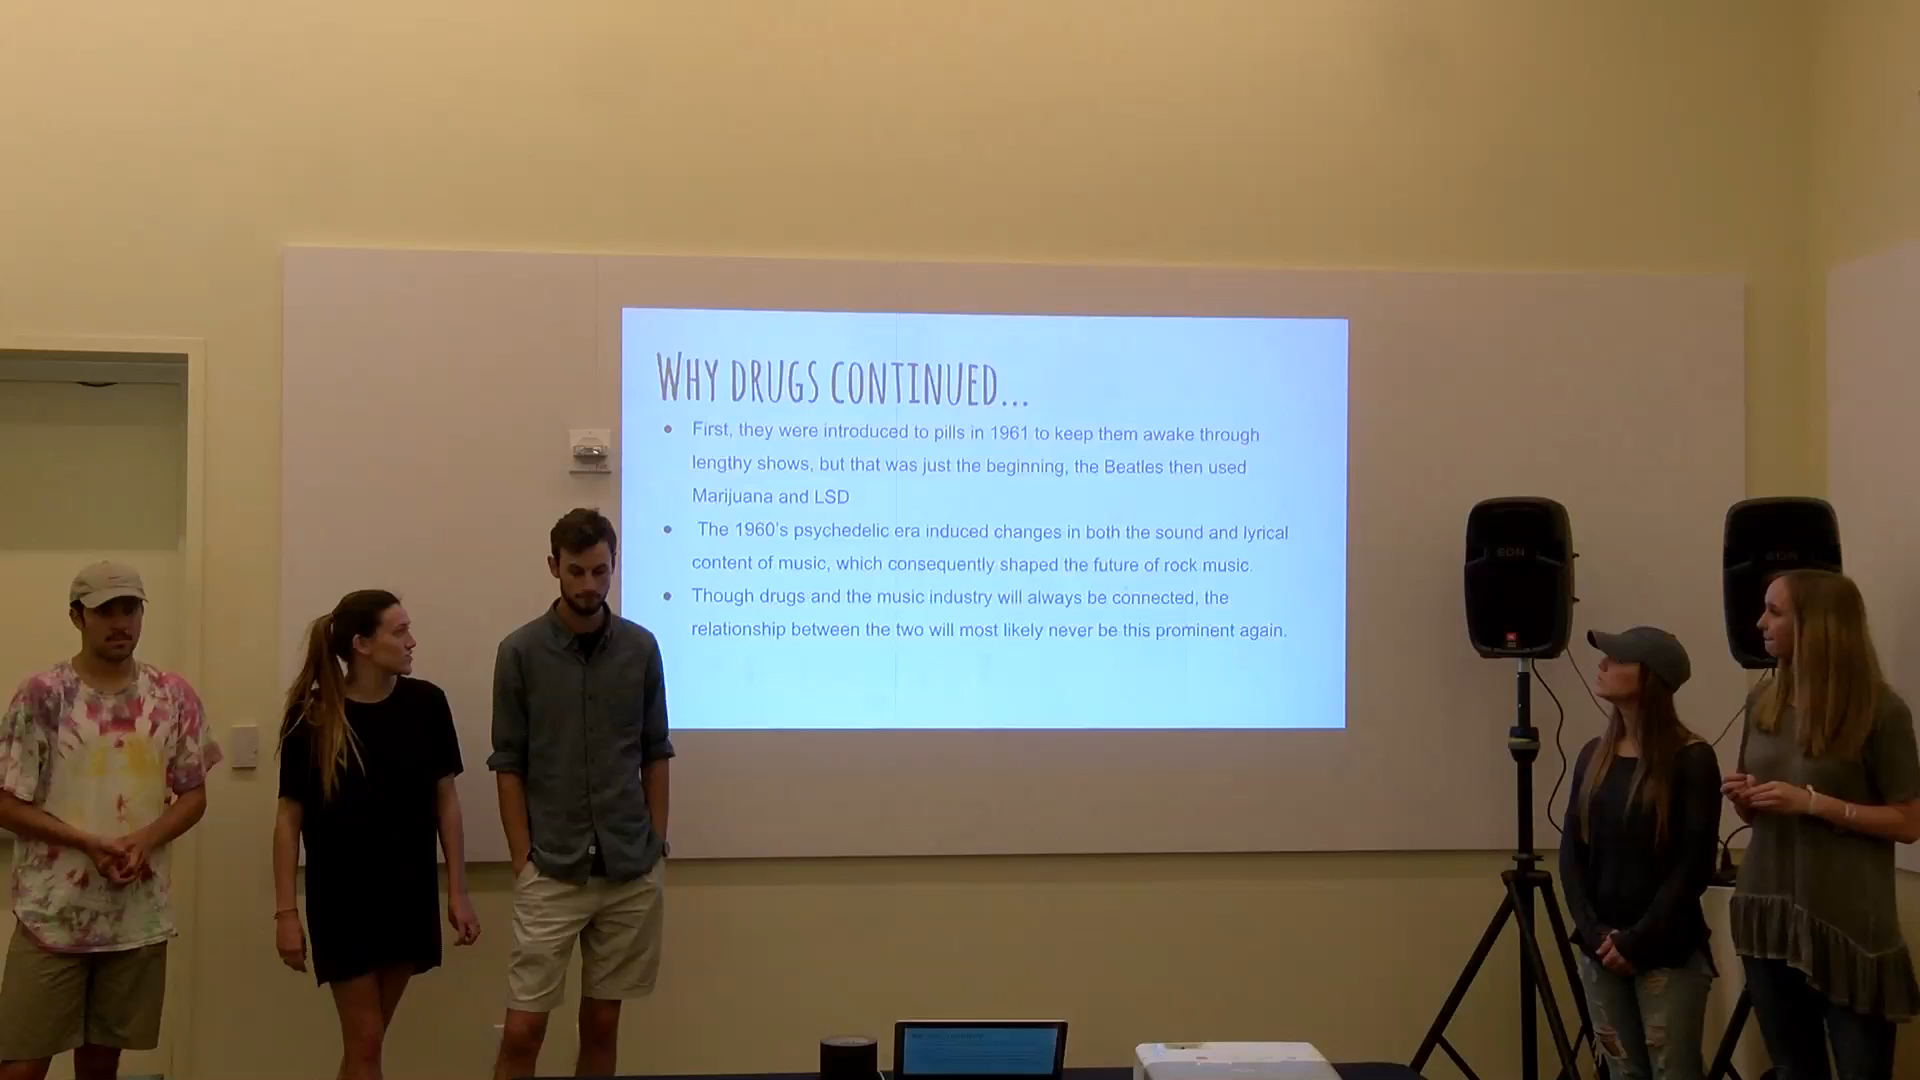 WHY DRUGS CONTINUED...
● First, they were introduced to pills in 1961 to keep them awake through
lengthy shows, but that was just the beginning, the Beatles then used
Marijuana and LSD
● The 1960's psychedelic era induced changes in both the sound and lyrical
content of music, which consequently shaped the future of rock music.
● Though drugs and the music industry will always be connected, the
relationship between the two will most likely never be this prominent again.
EON
EON